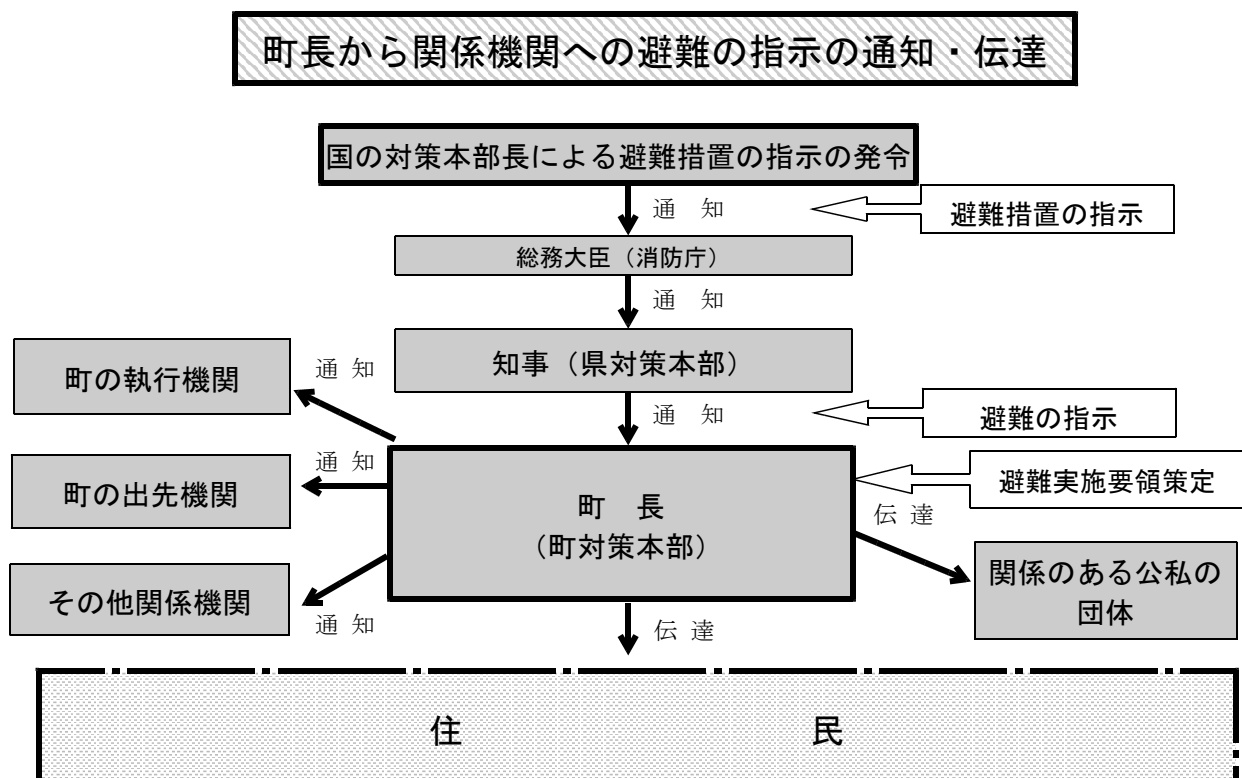 町長から関係機関への避難の指示の通知・伝達
国の対策本部長による避難措置の指示の発令
通 知
避難措置の指示
総務大臣（消防庁）
通 知
知事（県対策本部）
町の執行機関
通 知
通 知
避難の指示
町の出先機関
通 知
町 長
（町対策本部）
避難実施要領策定
伝 達
関係のある公私の
団体
その他関係機関
通 知
伝 達
住 民